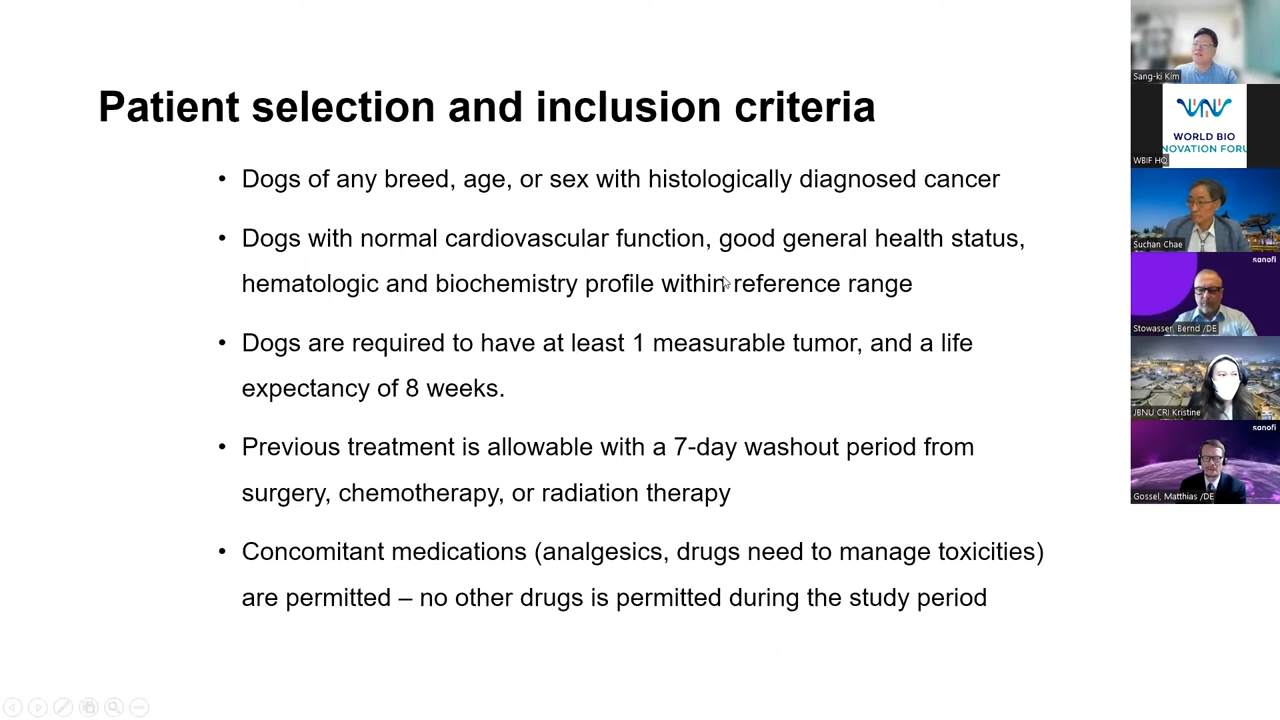 Patient selection and inclusion criteria
• Dogs of any breed, age, or sex with histologically diagnosed cancer
• Dogs with normal cardiovascular function, good general health status,
hematologic and biochemistry profile within reference range
• Dogs are required to have at least 1 measurable tumor, and a life
expectancy of 8 weeks.
• Previous treatment is allowable with a 7-day washout period from
surgery, chemotherapy, or radiation therapy
• Concomitant medications (analgesics, drugs need to manage toxicities)
are permitted – no other drugs is permitted during the study period
Sang-ki Kim
WORLD BIO
NOVATION FORU
WBIF HQ
Suchan Chae
sanofi
Stowasser, Bernd /DE
JBNU CRI Kristine
sanofi
Gossel, Matthias /DE